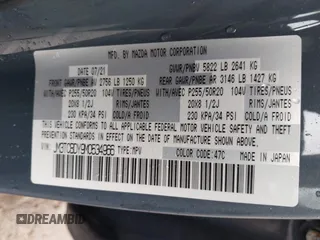 MFD. BY MAZDA MOTOR CORPORATION
DATE 07/21 GVWR/PNBV 5822 LB 2641 KG
FRONT GAWR/PNBE AV 2756 LB 1250 KG REAR GAWR/PNBE AR 3146 LB 1427 KG
WITH/AVEC P255/50R20 104V TIRES/PNEUS WITH/AVEC P255/50R20 104V TIRES/PNEUS
20X8 1/2J RIMS/JANTES 20X8 1/2J RIMS/JANTES
230 KPA/34 PSI COLD/A FROID 230 KPA/34 PSI COLD/A FROID
THIS VEHICLE CONFORMS TO ALL APPLICABLE FEDERAL MOTOR
VEHICLE SAFETY STANDARDS IN EFFECT ON THE DATE OF
MANUFACTURE SHOWN ABOVE.
TYPE: MPV COLOR: 47C
MADE IN JAPAN
DREAMBID